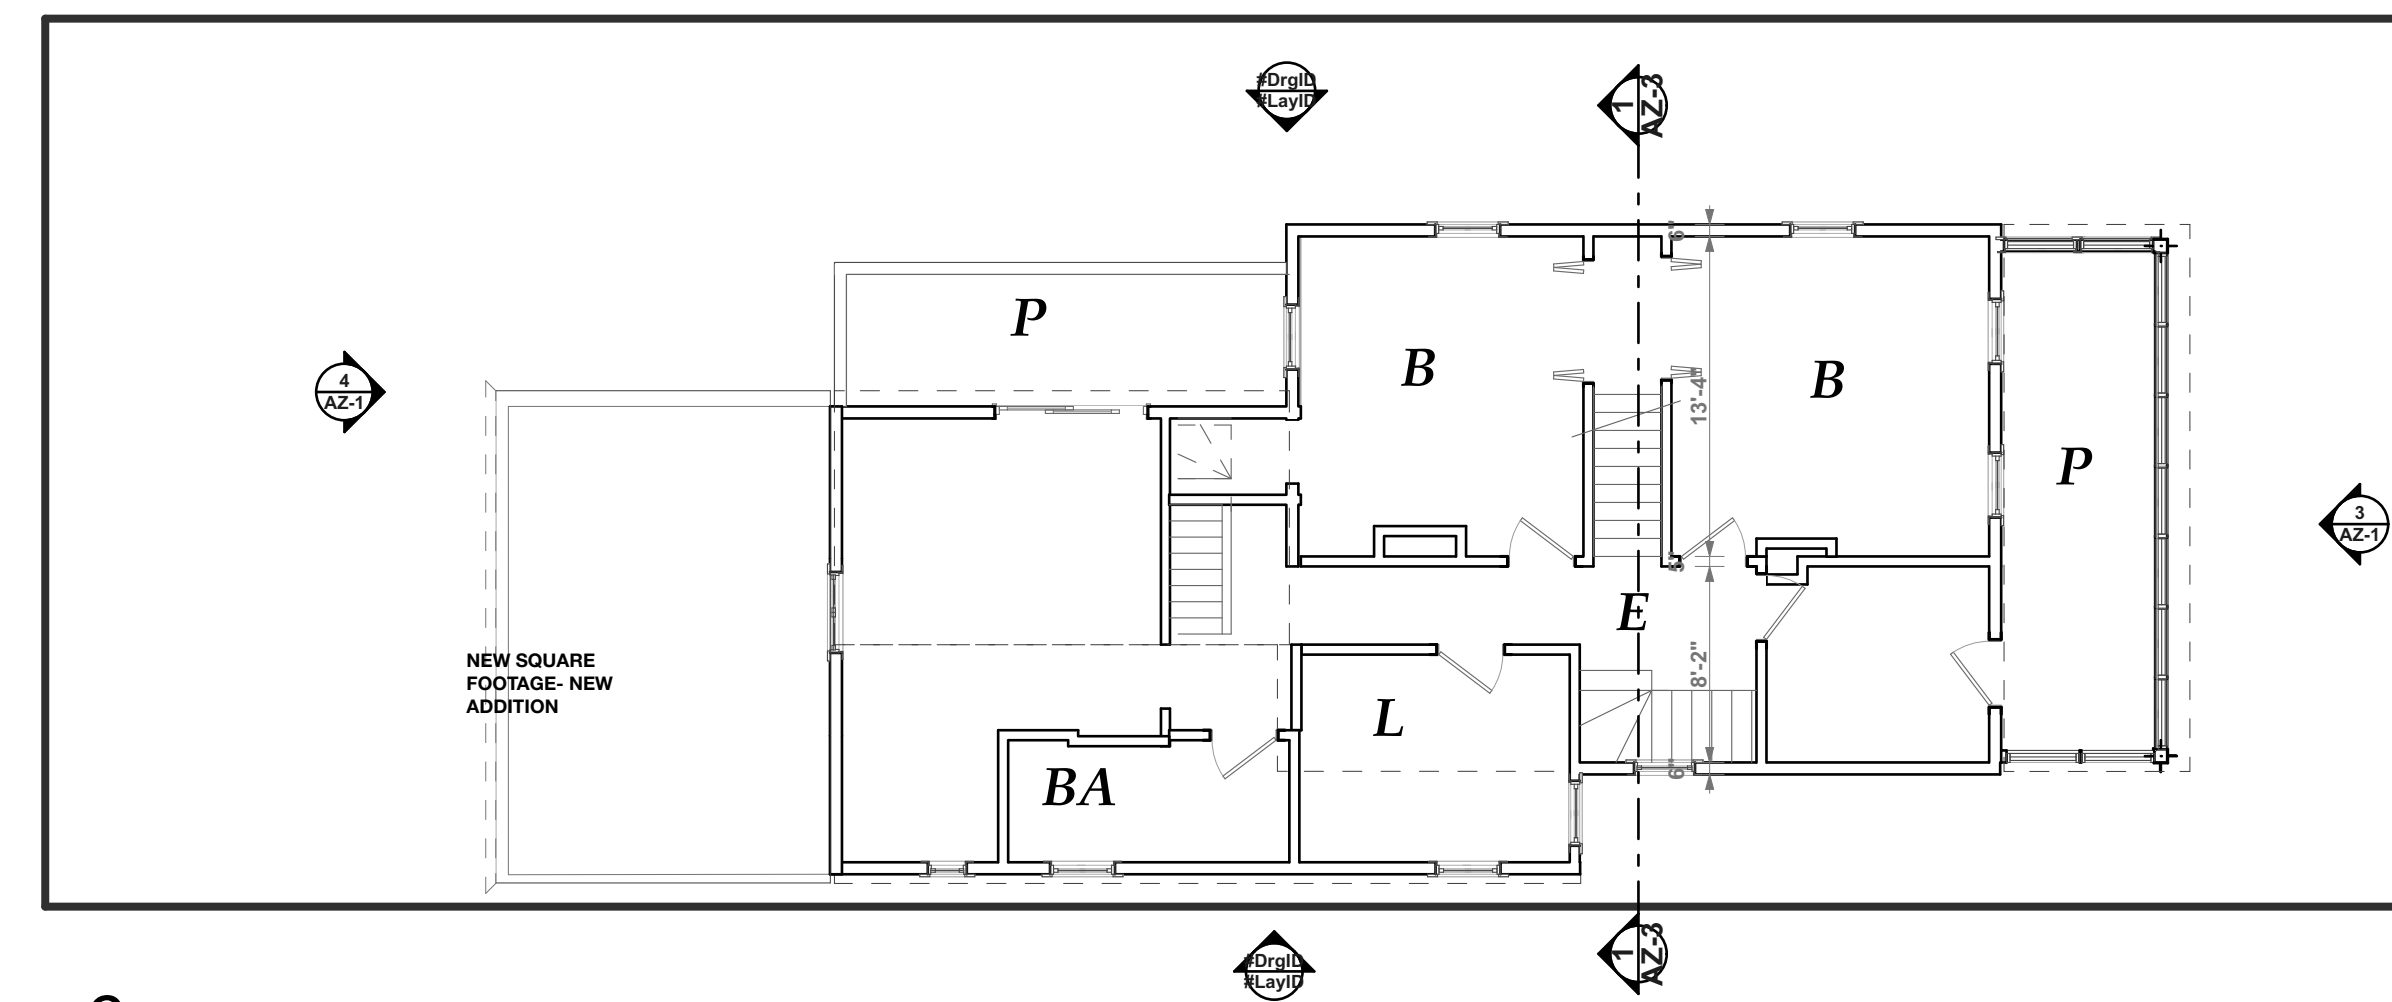 #DrgID
#LayID
1
AZ-3
6"
P
4
AZ-1
B
B
13'-4"
P
3
AZ-1
5"
E
NEW SQUARE
FOOTAGE- NEW
ADDITION
8'-2"
L
6"
BA
1
AZ-3
#DrgID
#LayID